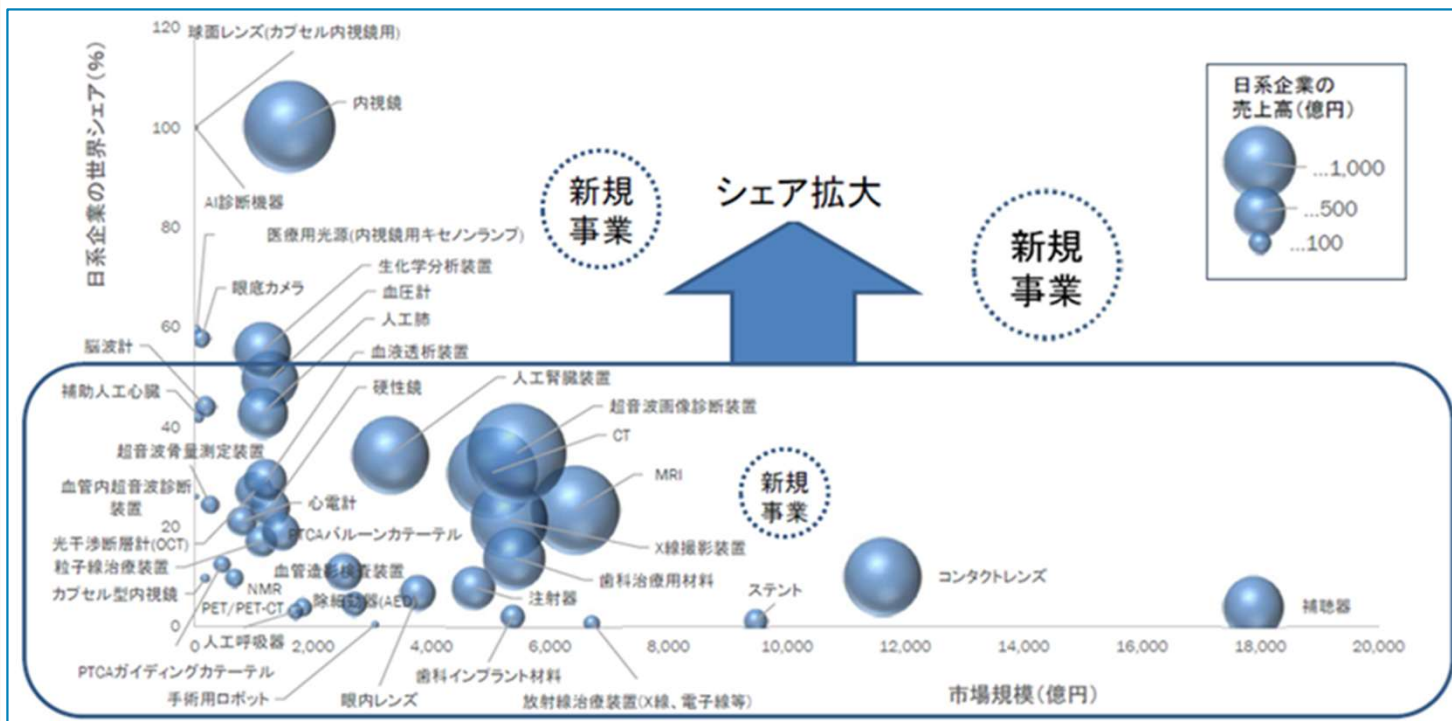 120
球面レンズ(カプセル内視鏡用)
内視鏡
日系企業の世界シェア(%)
100
AI診断機器
80
医療用光源(内視鏡用キセノンランプ)
生化学分析装置
眼底カメラ
血圧計
人工肺
60
脳波計
血液透析装置
補助人工心臓
硬性鏡
人工腎臓装置
超音波画像診断装置
40
CT
超音波骨量測定装置
MRI
血管内超音波診断
装置
心電計
20
PTCAバルーンカテーテル
光干渉断層計(OCT)
X線撮影装置
粒子線治療装置
血管造影検査装置
歯科治療用材料
カプセル型内視鏡
NMR
除細動器(AED)
注射器
ステント
コンタクトレンズ
補聴器
PET/PET-CT
0
人工呼吸器
0
2,000
4,000
6,000
8,000
10,000
12,000
14,000
16,000
18,000
20,000
PTCAガイディングカテーテル
歯科インプラント材料
手術用ロボット
眼内レンズ
放射線治療装置(X線、電子線等)
市場規模(億円)
新規
事業
シェア拡大
新規
事業
新規
事業
日系企業の
売上高(億円)
...1,000
...500
...100